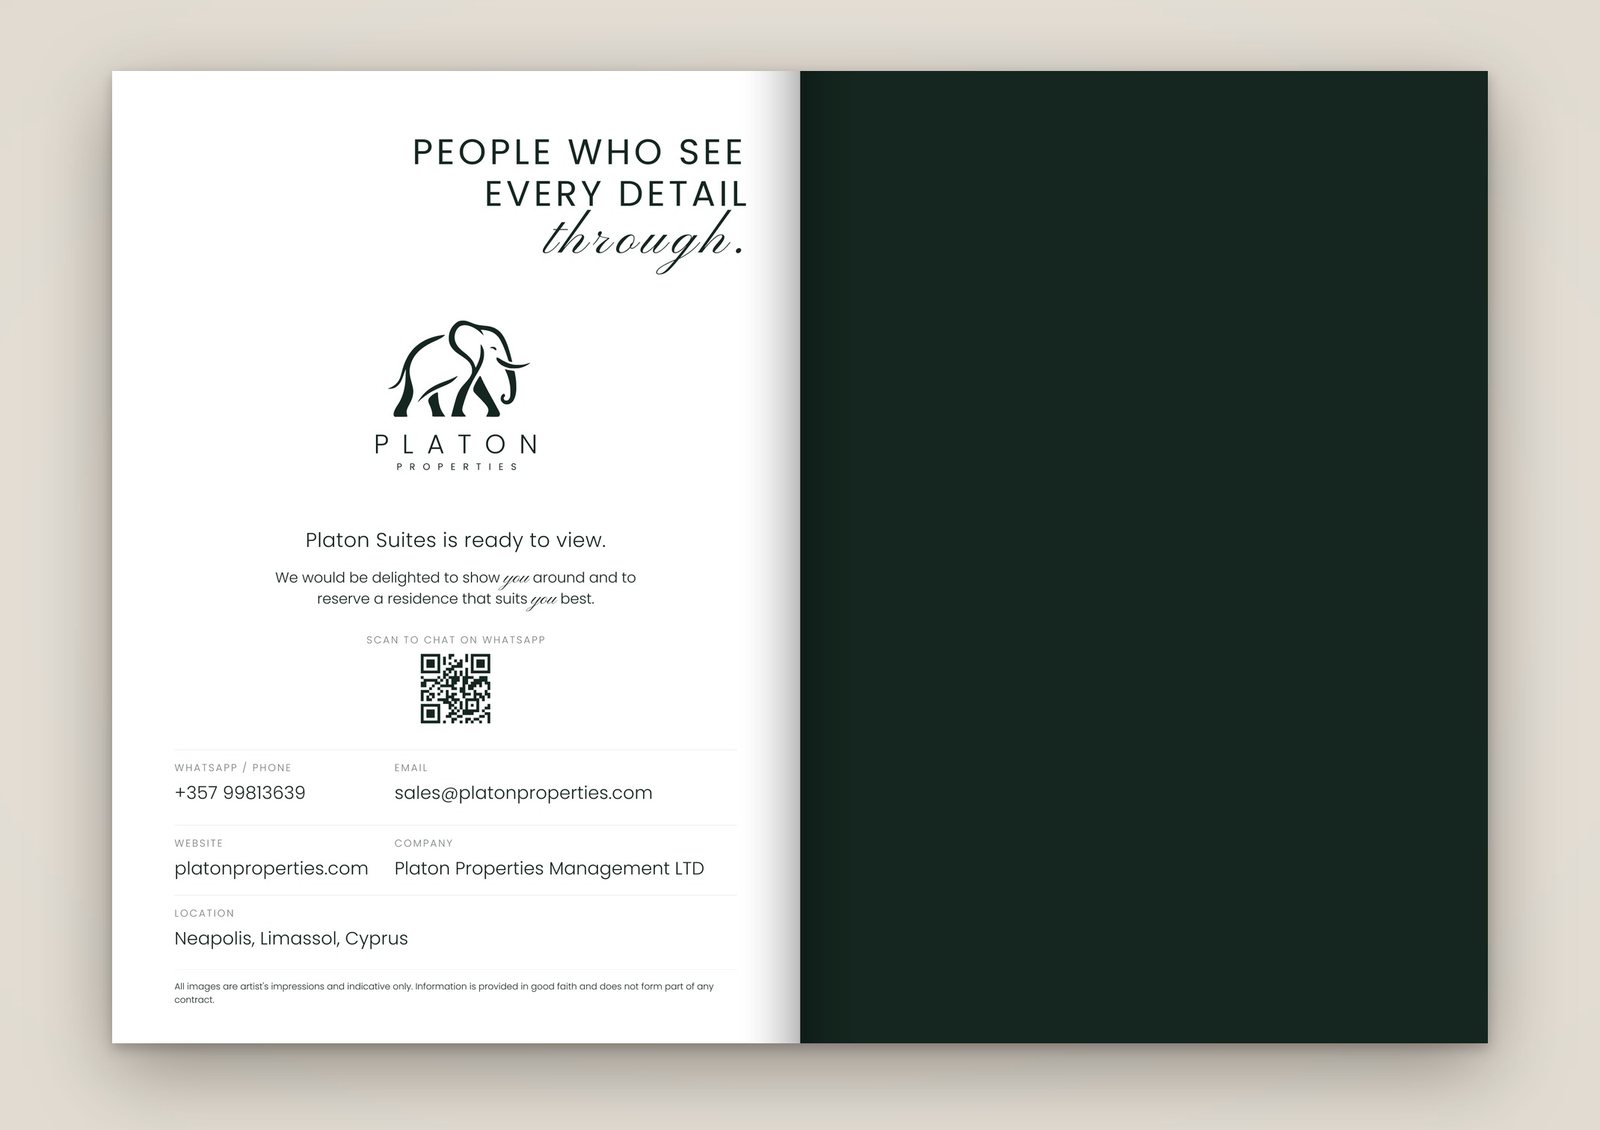 PEOPLE WHO SEE
EVERY DETAIL
through.
PLATON
PROPERTIES
Platon Suites is ready to view.
We would be delighted to show you around and to
reserve a residence that suits you best.
SCAN TO CHAT ON WHATSAPP
WHATSAPP / PHONE
+357 99813639
EMAIL
sales@platonproperties.com
WEBSITE
platonproperties.com
COMPANY
Platon Properties Management LTD
LOCATION
Neapolis, Limassol, Cyprus
All images are artist's impressions and indicative only. Information is provided in good faith and does not form part of any
contract.